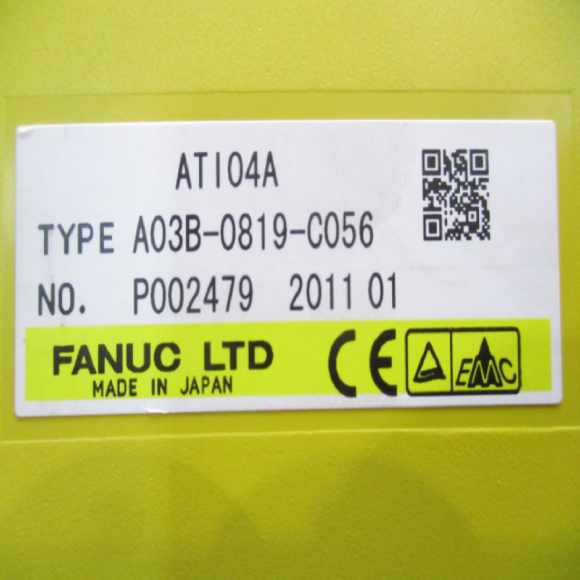 ATI04A
TYPE A03B-0819-C056
NO. P002479 2011 01
FANUC LTD
MADE IN JAPAN
CE
EMC